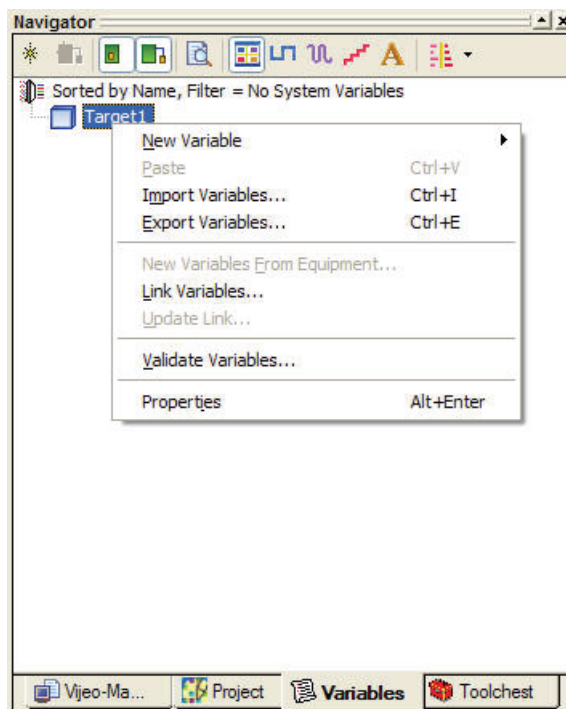 Navigator
Sorted by Name, Filter = No System Variables
Target1
New Variable
Paste Ctrl+V
Import Variables... Ctrl+I
Export Variables... Ctrl+E
New Variables From Equipment...
Link Variables...
Update Link...
Validate Variables...
Properties Alt+Enter
Vijeo-Ma... Project Variables Toolchest